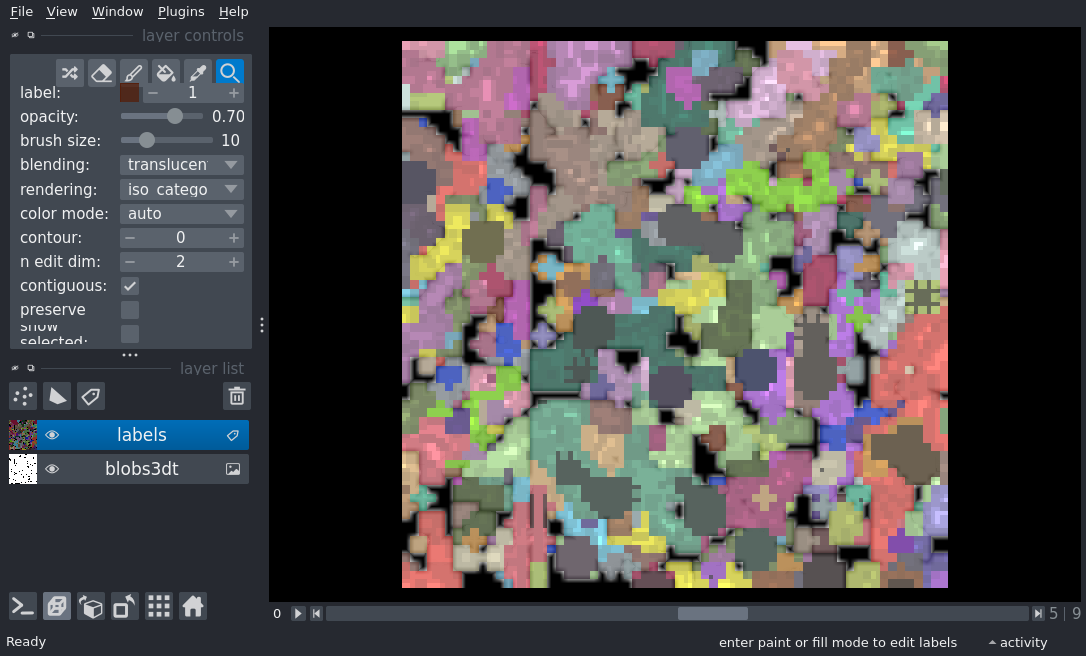 File View Window Plugins Help
layer controls
label: 1
opacity: 0.70
brush size: 10
blending: translucen
rendering: iso catego
color mode: auto
contour: 0
n edit dim: 2
contiguous:
preserve
show
selected:
layer list
labels
blobs3dt
0 5 | 9
Ready enter paint or fill mode to edit labels activity